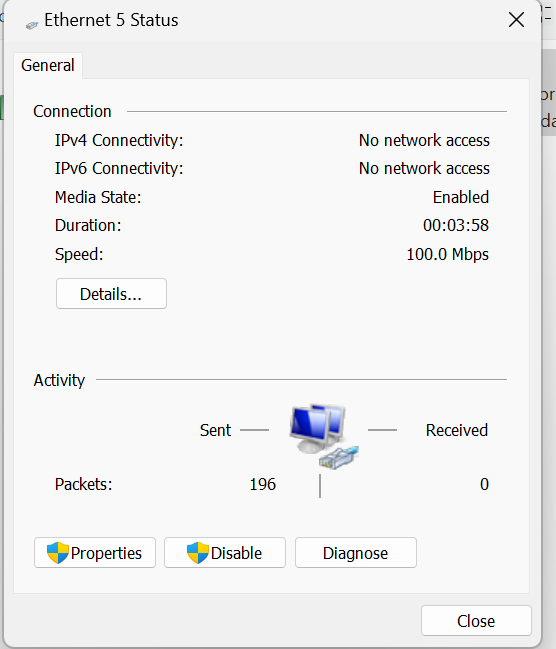 Ethernet 5 Status
General
Connection
IPv4 Connectivity: No network access
IPv6 Connectivity: No network access
Media State: Enabled
Duration: 00:03:58
Speed: 100.0 Mbps
Details...
Activity
Sent Received
Packets: 196 0
Properties Disable Diagnose
Close